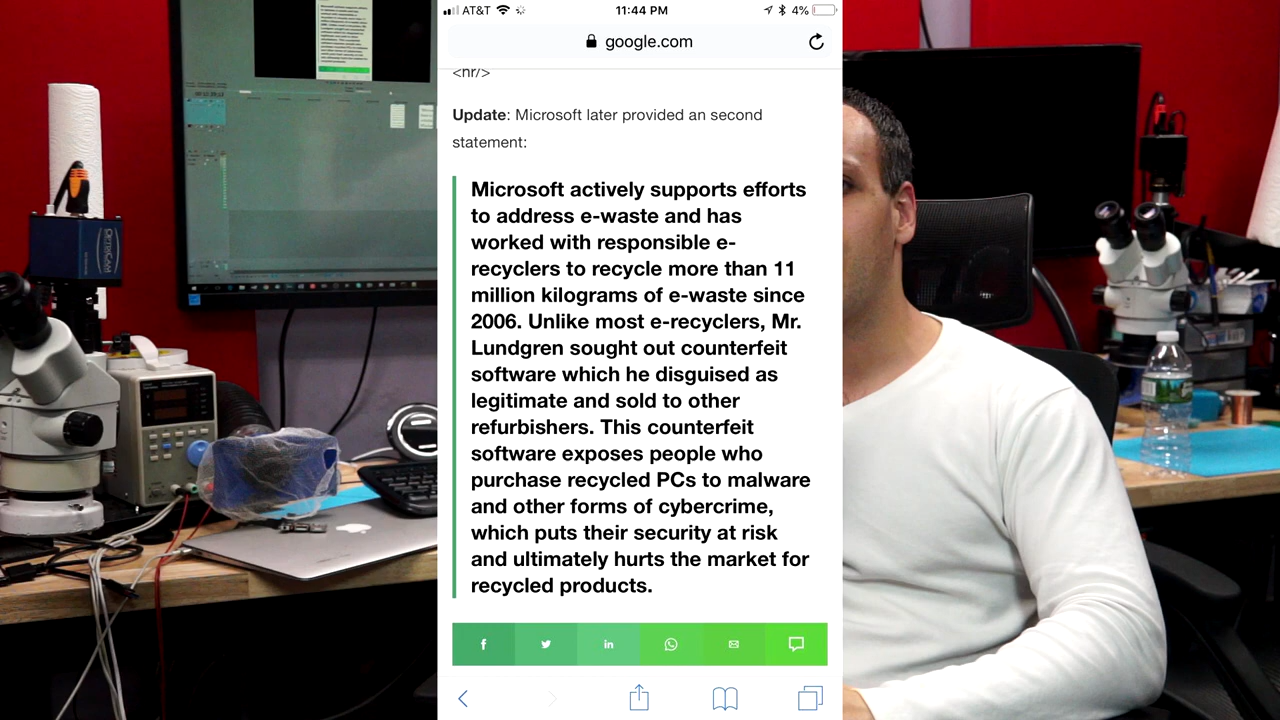 AT&T 11:44 PM 4%
google.com
<hr/>
Update: Microsoft later provided an second
statement:
Microsoft actively supports efforts
to address e-waste and has
worked with responsible e-
recyclers to recycle more than 11
million kilograms of e-waste since
2006. Unlike most e-recyclers, Mr.
Lundgren sought out counterfeit
software which he disguised as
legitimate and sold to other
refurbishers. This counterfeit
software exposes people who
purchase recycled PCs to malware
and other forms of cybercrime,
which puts their security at risk
and ultimately hurts the market for
recycled products.